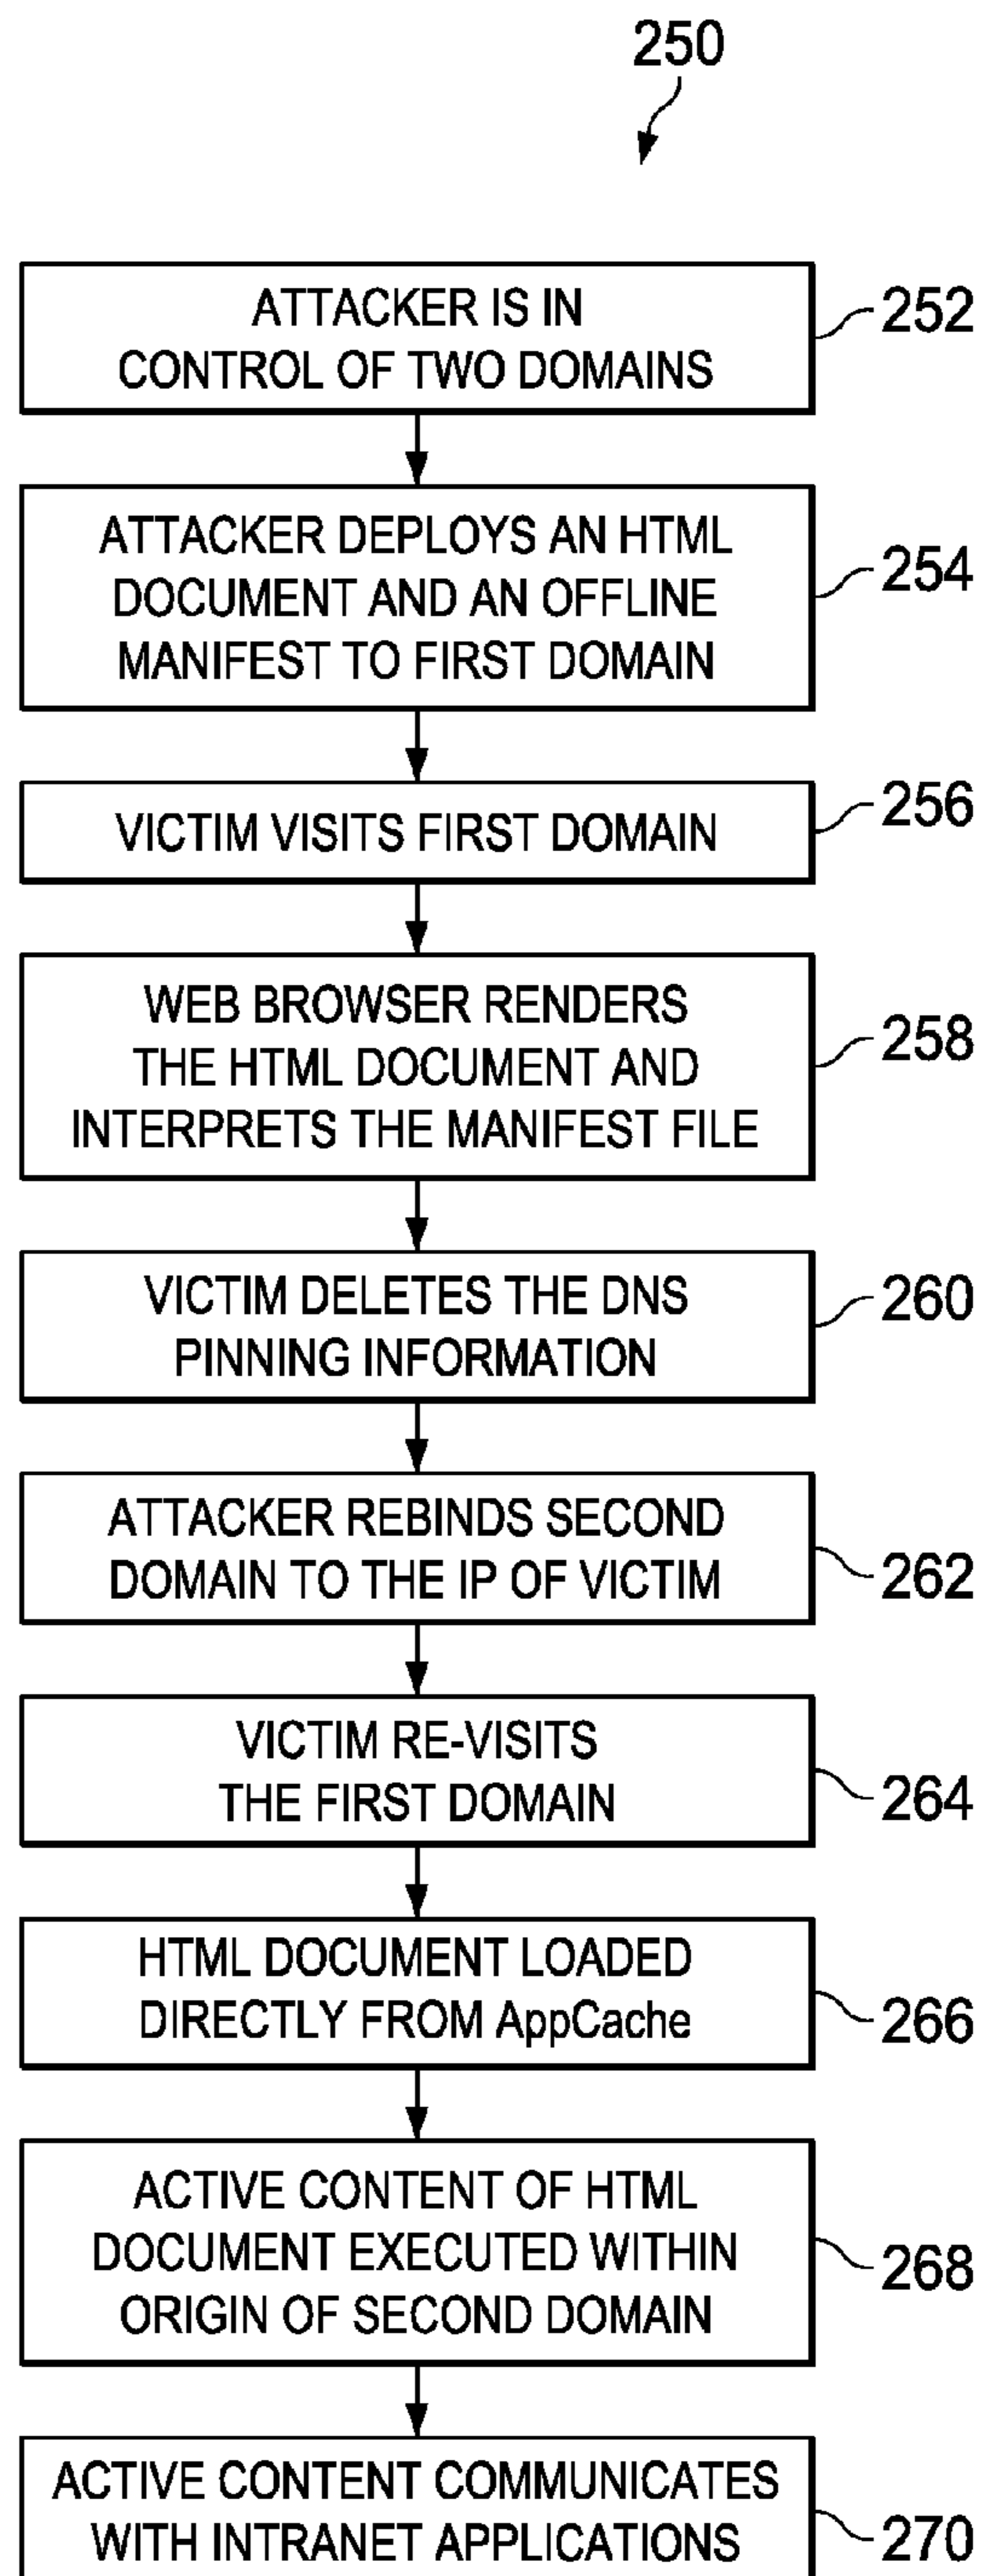 250
ATTACKER IS IN
CONTROL OF TWO DOMAINS
252
ATTACKER DEPLOYS AN HTML
DOCUMENT AND AN OFFLINE
MANIFEST TO FIRST DOMAIN
254
VICTIM VISITS FIRST DOMAIN
256
WEB BROWSER RENDERS
THE HTML DOCUMENT AND
INTERPRETS THE MANIFEST FILE
258
VICTIM DELETES THE DNS
PINNING INFORMATION
260
ATTACKER REBINDS SECOND
DOMAIN TO THE IP OF VICTIM
262
VICTIM RE-VISITS
THE FIRST DOMAIN
264
HTML DOCUMENT LOADED
DIRECTLY FROM AppCache
266
ACTIVE CONTENT OF HTML
DOCUMENT EXECUTED WITHIN
ORIGIN OF SECOND DOMAIN
268
ACTIVE CONTENT COMMUNICATES
WITH INTRANET APPLICATIONS
270